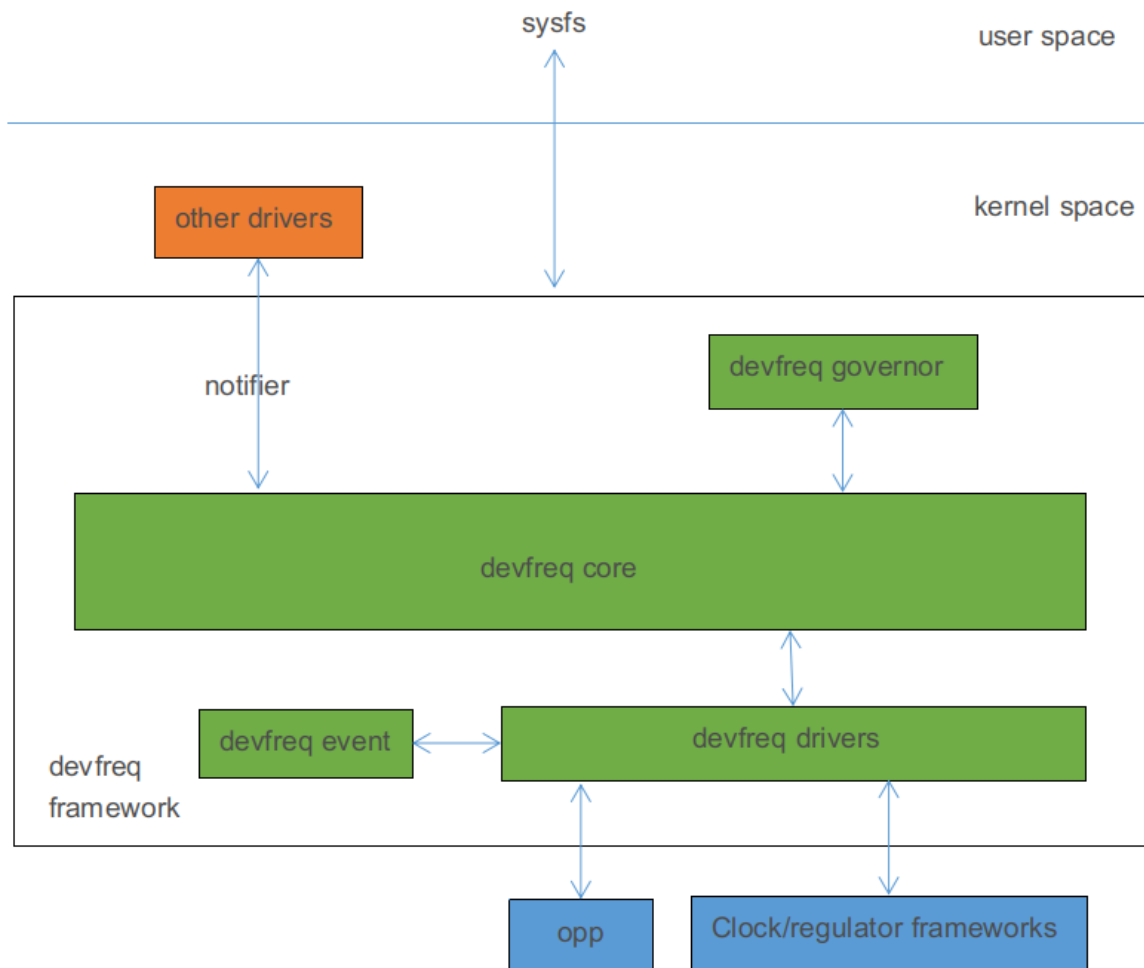 sysfs
user space
other drivers
kernel space
notifier
devfreq governor
devfreq core
devfreq event
devfreq drivers
devfreq
framework
opp
Clock/regulator frameworks